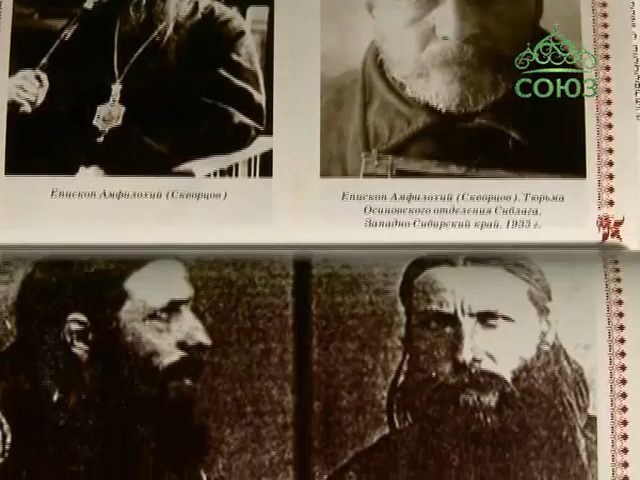 СОЮЗ
Епископ Амфилохий (Скворцов)
Епископ Амфилохий (Скворцов). Тюрьма
Осиновского отделения Сиблага.
Западно-Сибирский край. 1933 г.